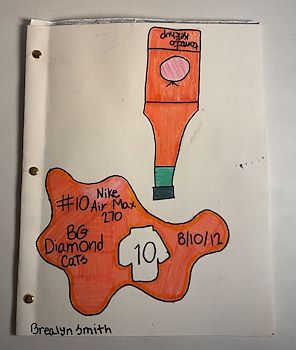 Tomato
Ketchup
#10
Nike
Air Max
270
BG
Diamond
Cats
10
8/10/12
Brealyn Smith